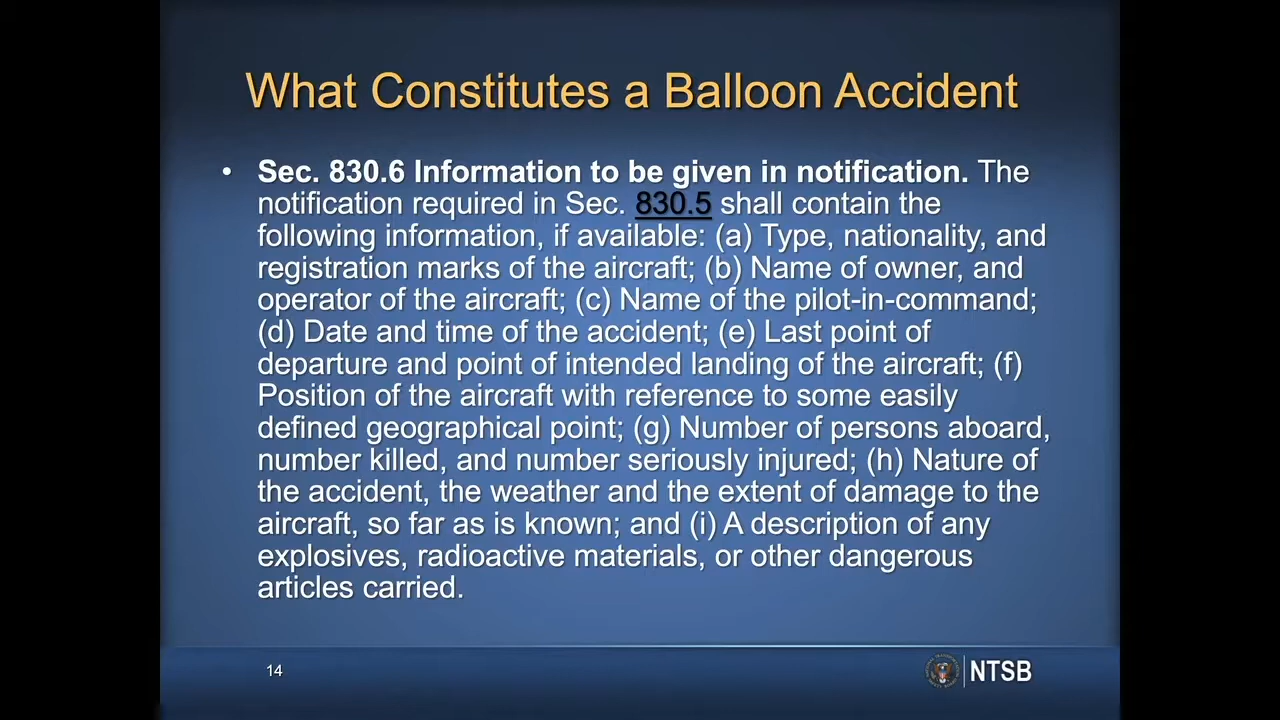 What Constitutes a Balloon Accident
• Sec. 830.6 Information to be given in notification. The
notification required in Sec. 830.5 shall contain the
following information, if available: (a) Type, nationality, and
registration marks of the aircraft; (b) Name of owner, and
operator of the aircraft; (c) Name of the pilot-in-command;
(d) Date and time of the accident; (e) Last point of
departure and point of intended landing of the aircraft; (f)
Position of the aircraft with reference to some easily
defined geographical point; (g) Number of persons aboard,
number killed, and number seriously injured; (h) Nature of
the accident, the weather and the extent of damage to the
aircraft, so far as is known; and (i) A description of any
explosives, radioactive materials, or other dangerous
articles carried.
14
NTSB